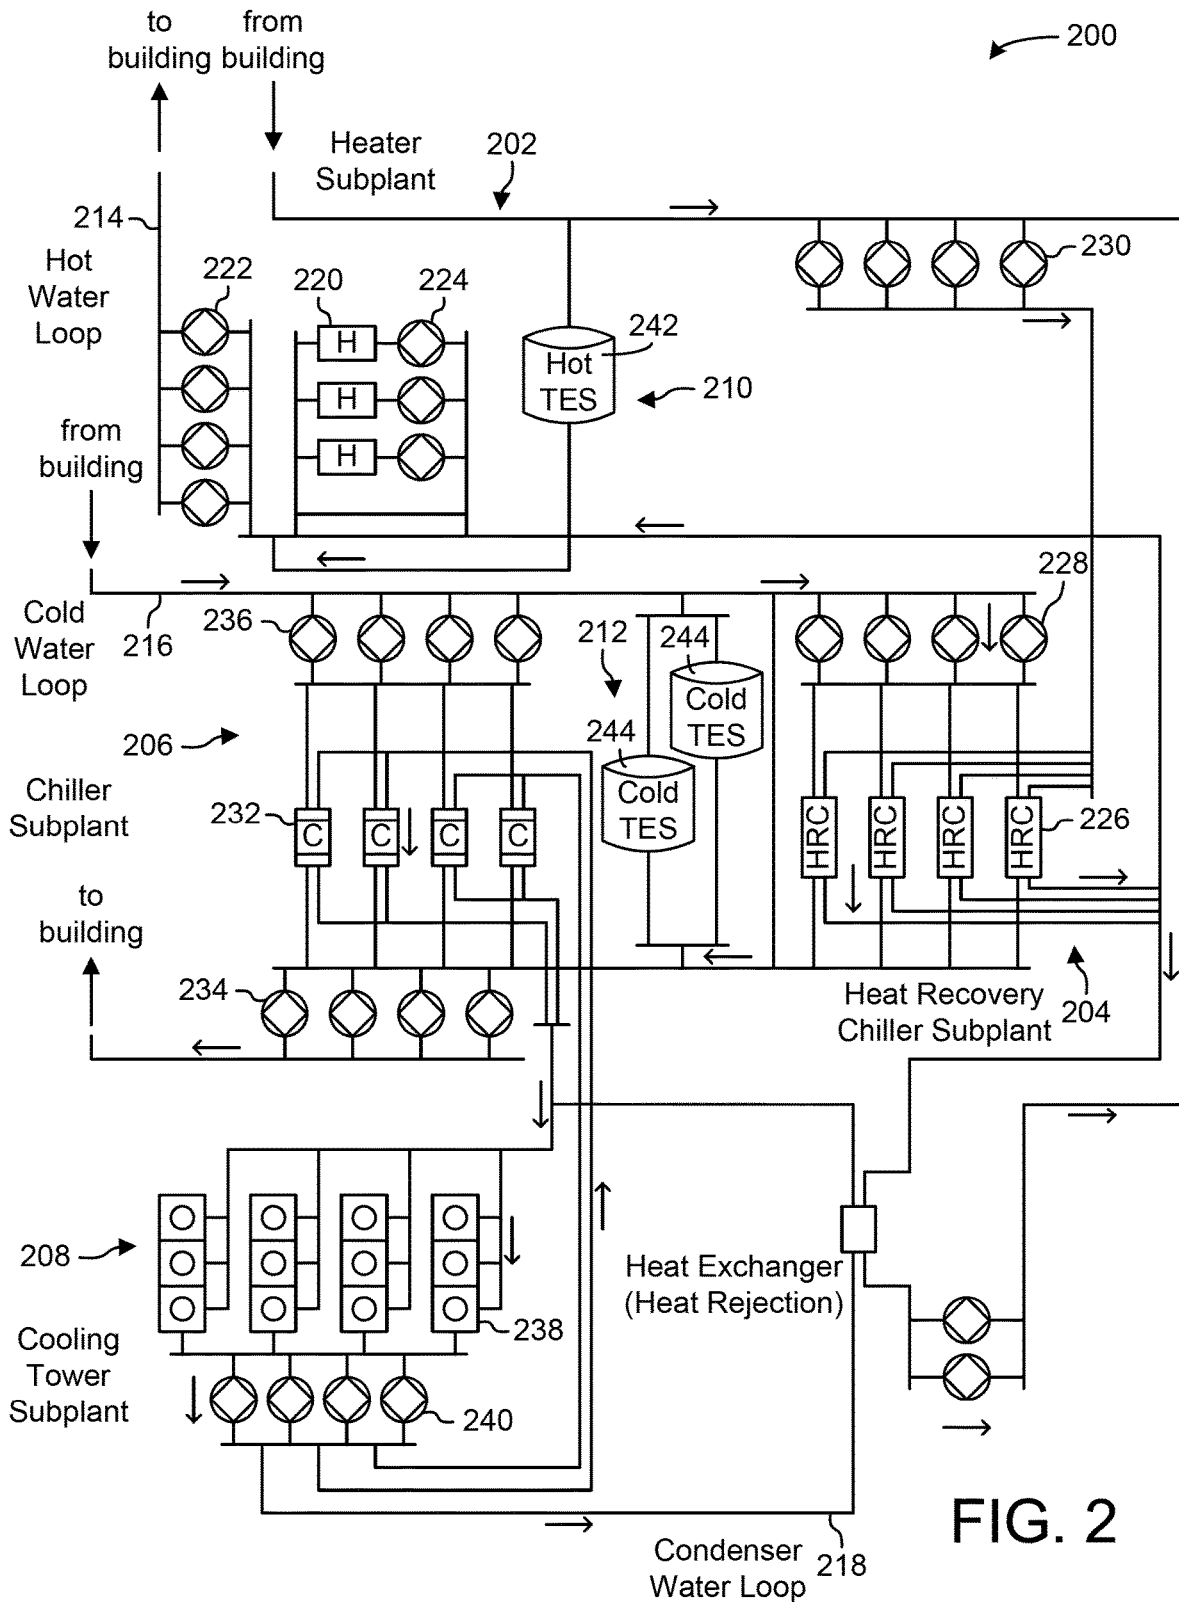 to
building
from
building
200
Heater
Subplant
202
214
Hot
Water
Loop
222
220
224
230
H
H
H
Hot
TES
242
210
from
building
Cold
Water
Loop
216
236
212
244
Cold
TES
244
Cold
TES
228
206
Chiller
Subplant
232
C
C
C
C
HRC
HRC
HRC
HRC
226
to
building
234
Heat Recovery
Chiller Subplant
204
208
Heat Exchanger
(Heat Rejection)
238
Cooling
Tower
Subplant
240
Condenser
Water Loop
218
FIG. 2